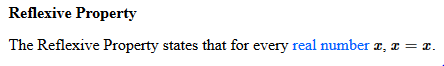 Reflexive Property
The Reflexive Property states that for every real number x, x = x.